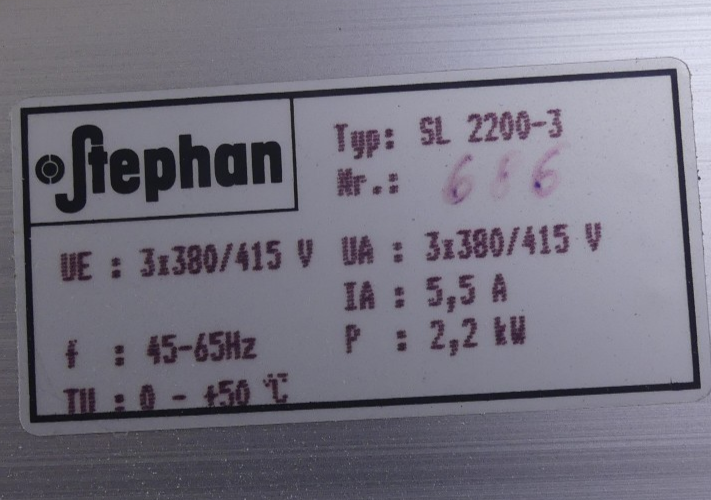 Stephan
Typ: SL 2200-3
Nr.: 686
UE : 3x380/415 V
UA : 3x380/415 V
IA : 5,5 A
f : 45-65Hz
P : 2,2 kW
TU : 0 - +50 °C